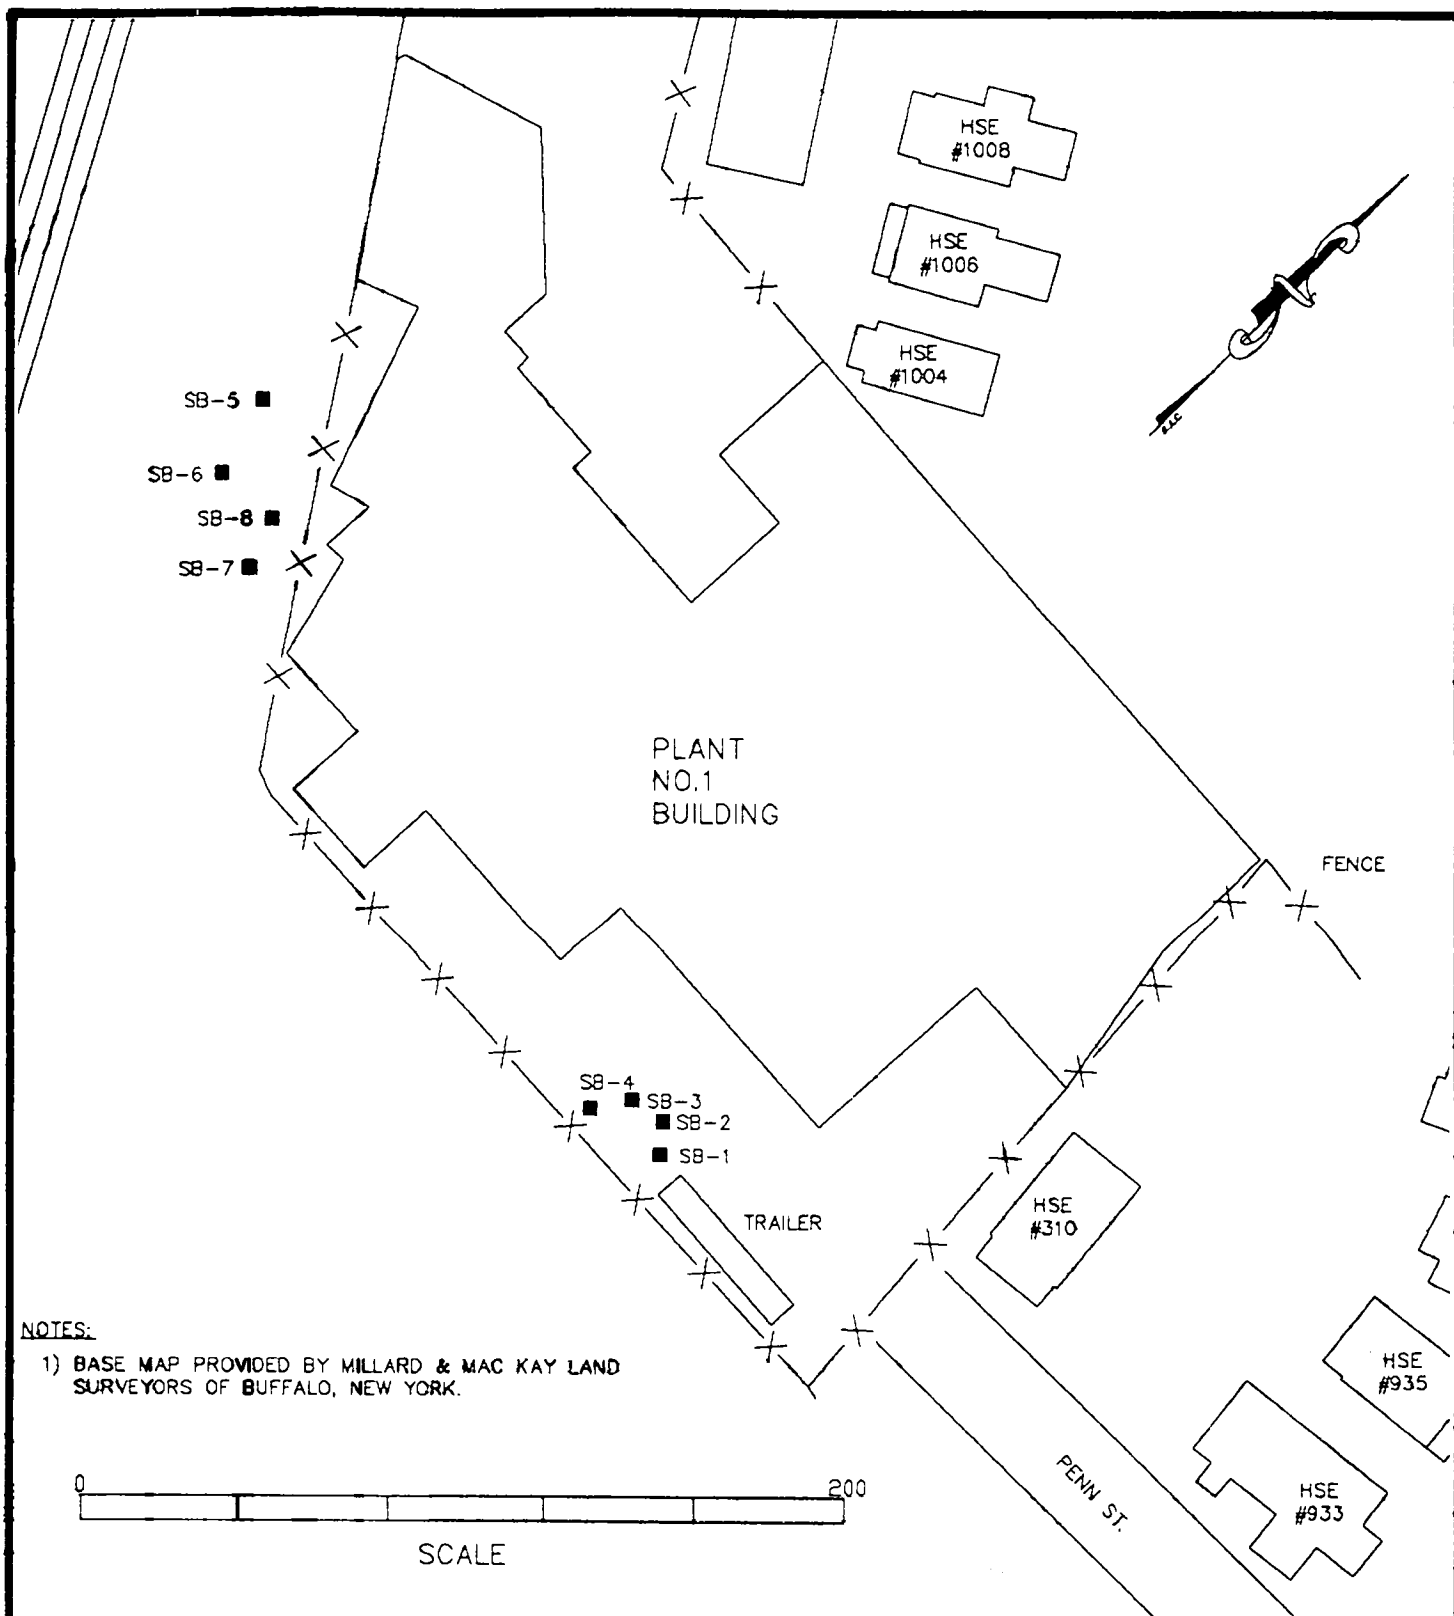 HSE
#1008
HSE
#1006
HSE
#1004
SB-5
SB-6
SB-8
SB-7
PLANT
NO.1
BUILDING
FENCE
SB-4
SB-3
SB-2
SB-1
TRAILER
HSE
#310
NOTES:
1) BASE MAP PROVIDED BY MILLARD & MAC KAY LAND
SURVEYORS OF BUFFALO, NEW YORK.
HSE
#935
HSE
#933
PENN ST.
0 200
SCALE